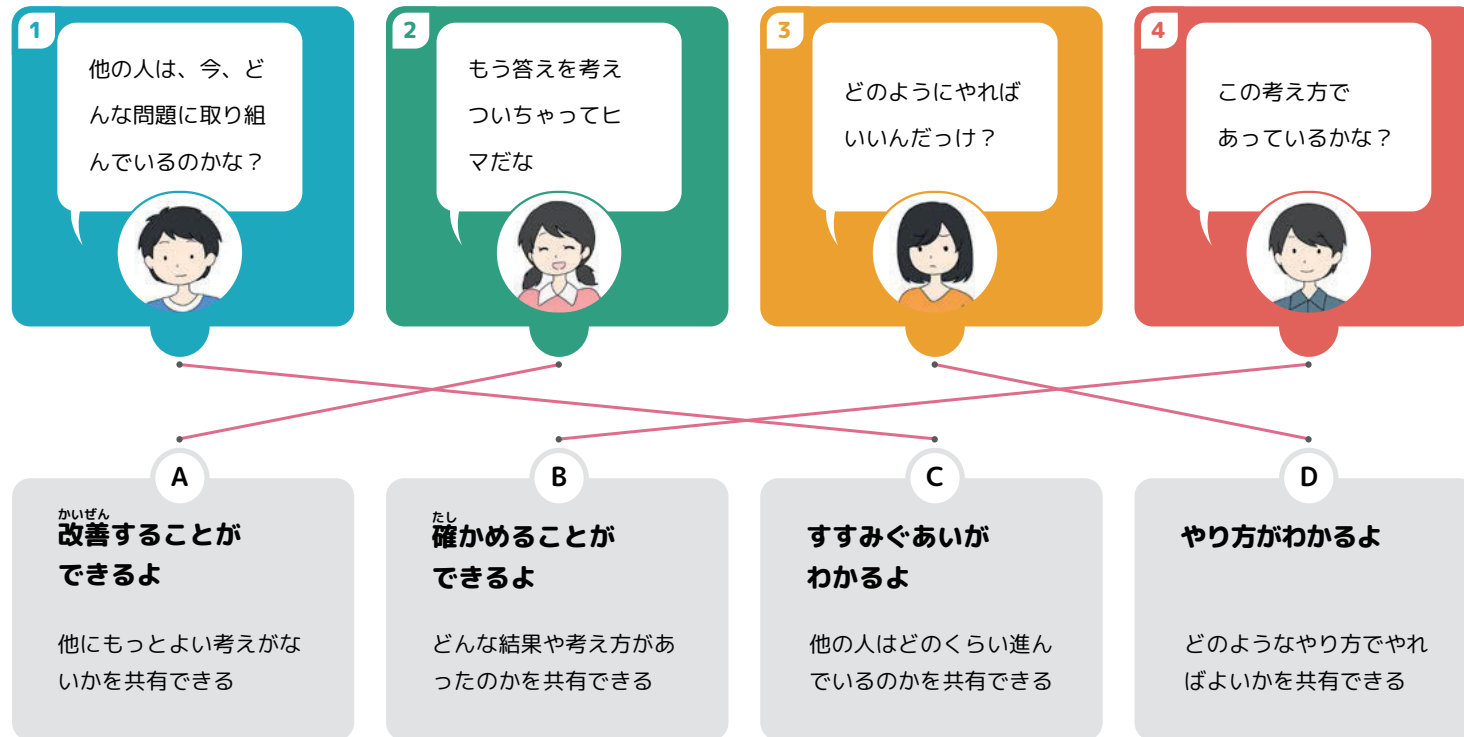 1
他の人は、今、ど
んな問題に取り組
んでいるのかな？
2
もう答えを考え
ついちゃってヒ
マだな
3
どのようにやれば
いいんだっけ？
4
この考え方で
あっているかな？
A
かいぜん
改善することが
できるよ
他にもっとよい考えがな
いかを共有できる
B
たし
確かめることが
できるよ
どんな結果や考え方があ
ったのかを共有できる
C
すすみぐあいが
わかるよ
他の人はどのくらい進ん
でいるのかを共有できる
D
やり方がわかるよ
どのようなやり方でやれ
ばよいかを共有できる